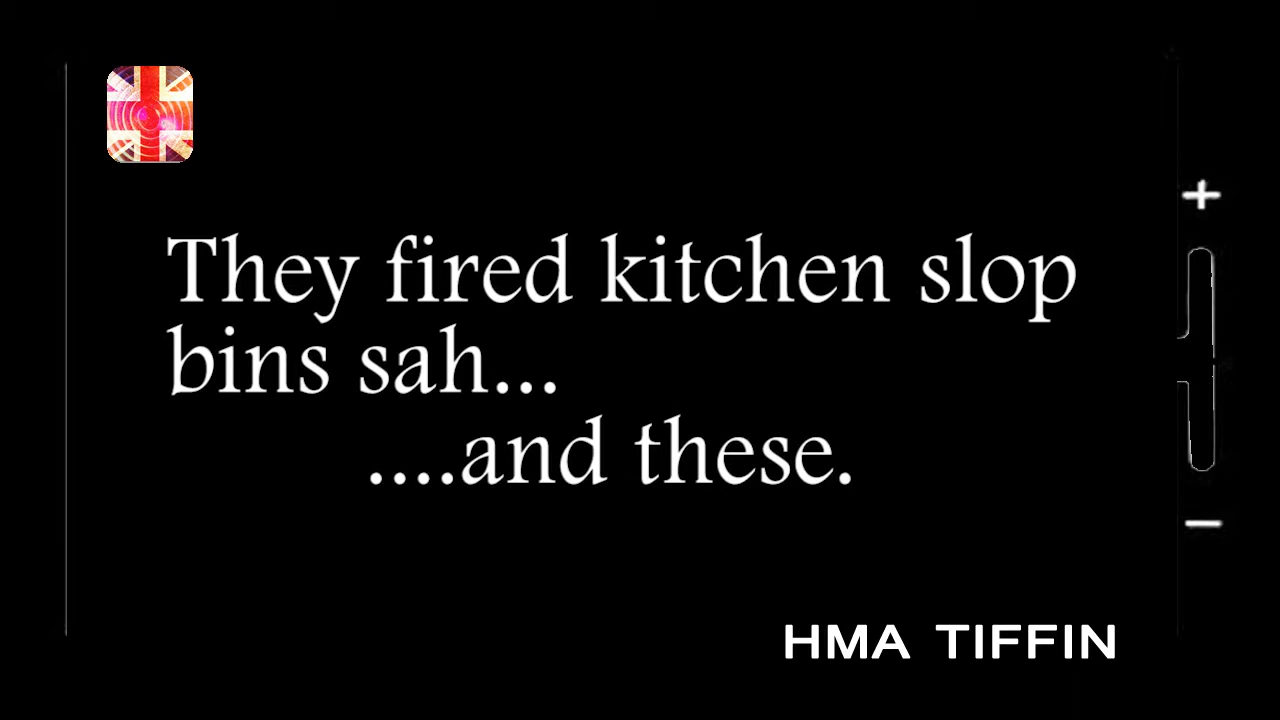 They fired kitchen slop
bins sah...
....and these.
HMA TIFFIN